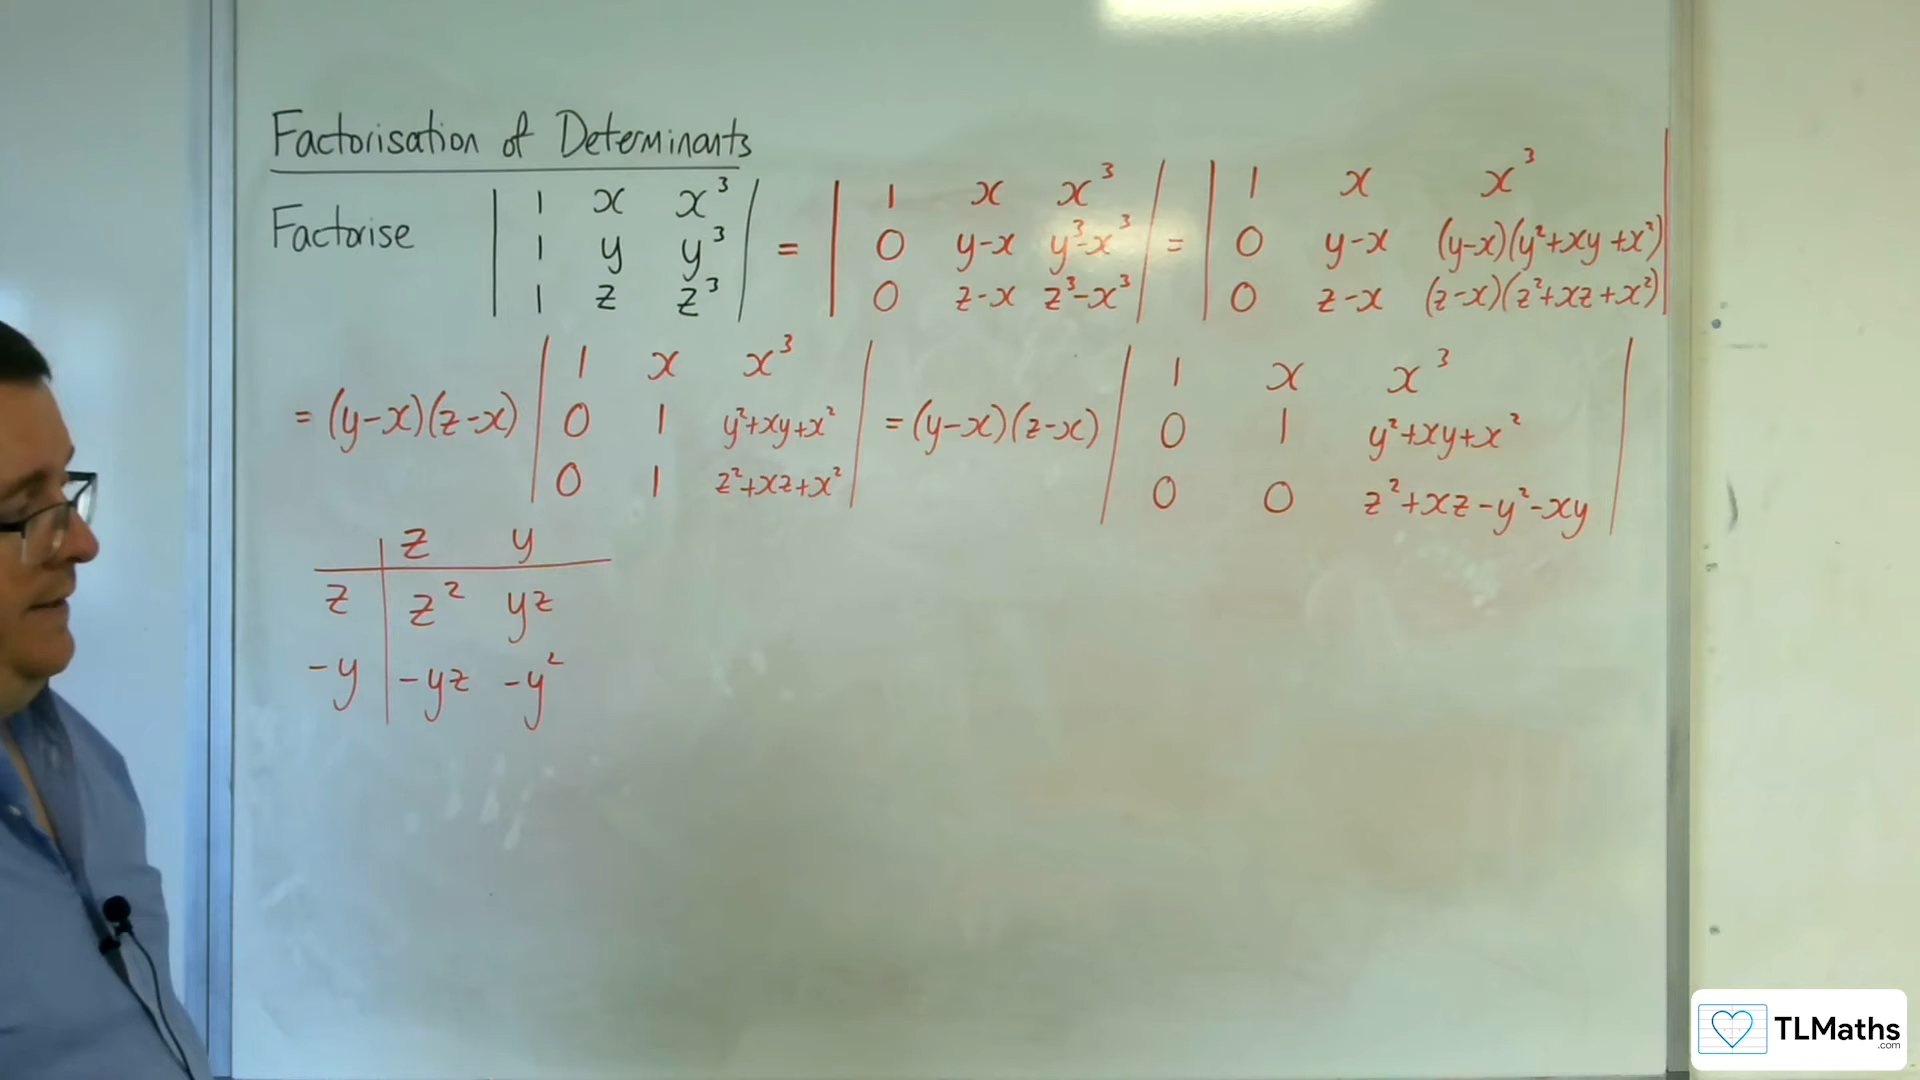 Factorisation of Determinants
Factorise | 1 x x³ | = | 1 x x³ | = | 1 x x³ |
| 1 y y³ | | 0 y-x y³-x³ | | 0 y-x (y-x)(y²+xy+x²) |
| 1 z z³ | | 0 z-x z³-x³ | | 0 z-x (z-x)(z²+xz+x²) |
| 1 x x³ | | 1 x x³ |
= (y-x)(z-x) | 0 1 y²+xy+x² | = (y-x)(z-x) | 0 1 y²+xy+x² |
| 0 1 z²+xz+x² | | 0 0 z²+xz-y²-xy |
z y
z z² yz
-y -yz -y²
TLMaths
.com